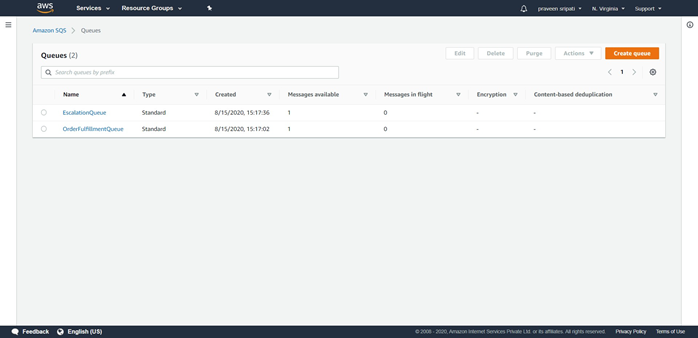 aws Services Resource Groups praveen sripati N. Virginia Support
Amazon SQS Queues
Queues (2) Edit Delete Purge Actions Create queue
Search queues by prefix 1
Name Type Created Messages available Messages in flight Encryption Content-based deduplication
EscalationQueue Standard 8/15/2020, 15:17:36 1 0 - -
OrderFulfillmentQueue Standard 8/15/2020, 15:17:02 1 0 - -
Feedback English (US) © 2008 - 2020, Amazon Internet Services Private Ltd. or its affiliates. All rights reserved. Privacy Policy Terms of Use